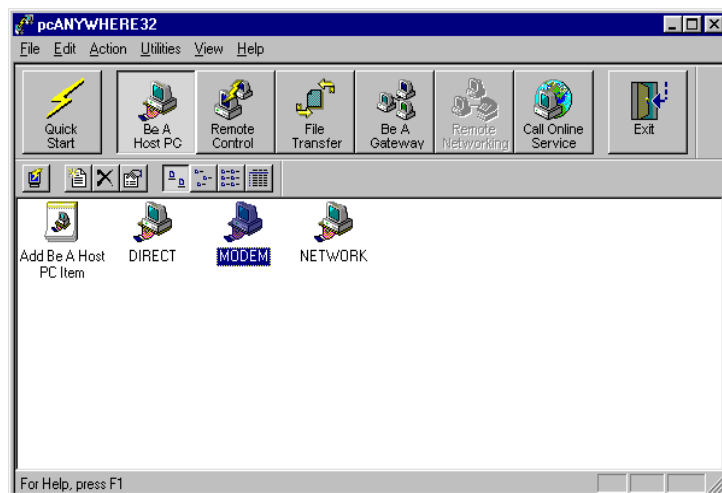 pcANYWHERE32
File Edit Action Utilities View Help
Quick Start
Be A Host PC
Remote Control
File Transfer
Be A Gateway
Remote Networking
Call Online Service
Exit
Add Be A Host PC Item
DIRECT
MODEM
NETWORK
For Help, press F1